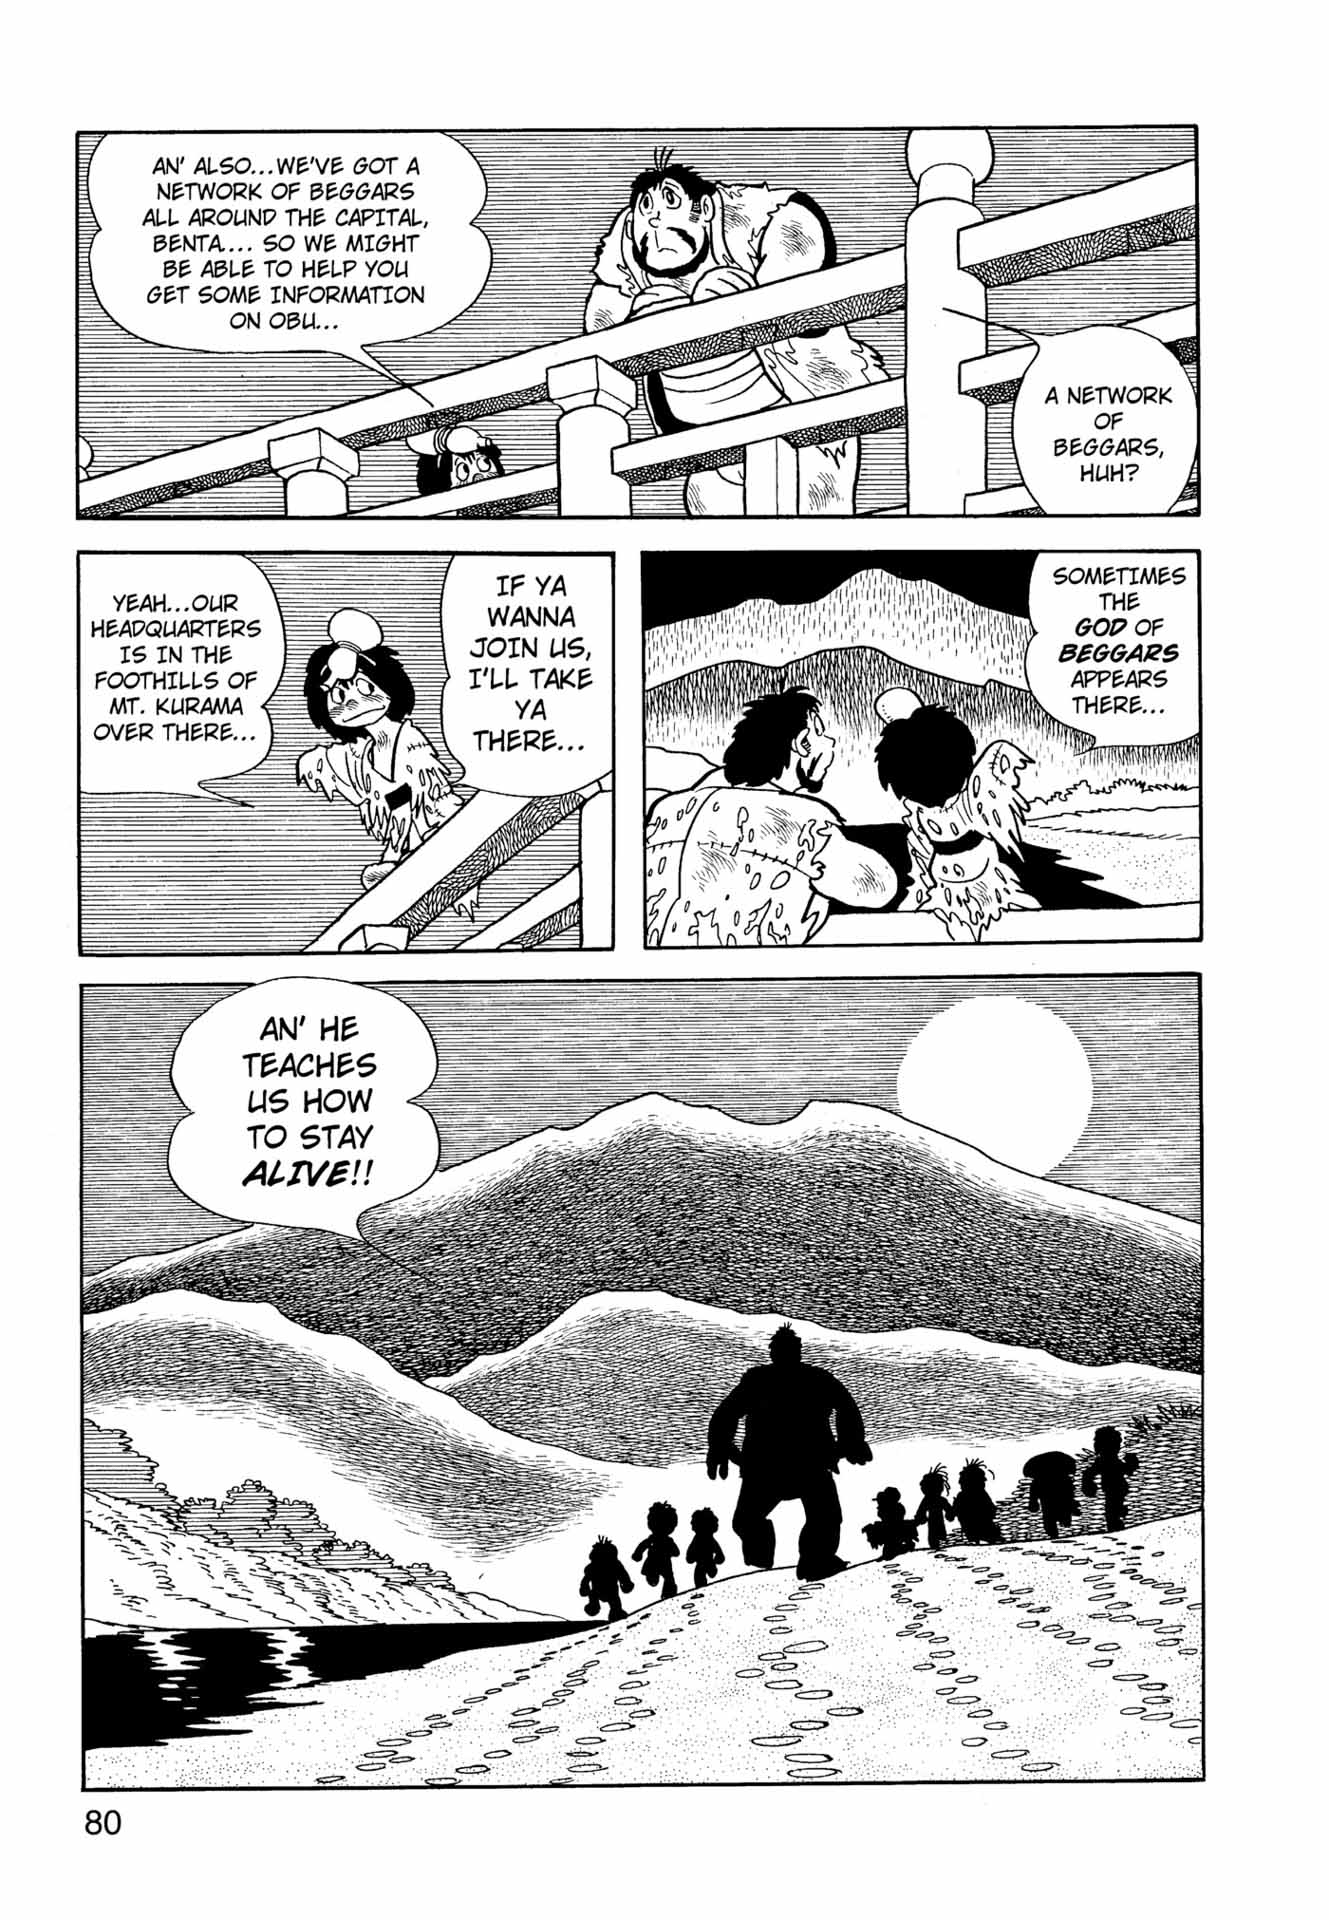 AN' ALSO...WE'VE GOT A
NETWORK OF BEGGARS
ALL AROUND THE CAPITAL,
BENTA... SO WE MIGHT
BE ABLE TO HELP YOU
GET SOME INFORMATION
ON OBU...
A NETWORK
OF
BEGGARS,
HUH?
YEAH...OUR
HEADQUARTERS
IS IN THE
FOOTHILLS OF
MT. KURAMA
OVER THERE...
IF YA
WANNA
JOIN US,
I'LL TAKE
YA
THERE...
SOMETIMES
THE
GOD OF
BEGGARS
APPEARS
THERE...
AN' HE
TEACHES
US HOW
TO STAY
ALIVE!!
80